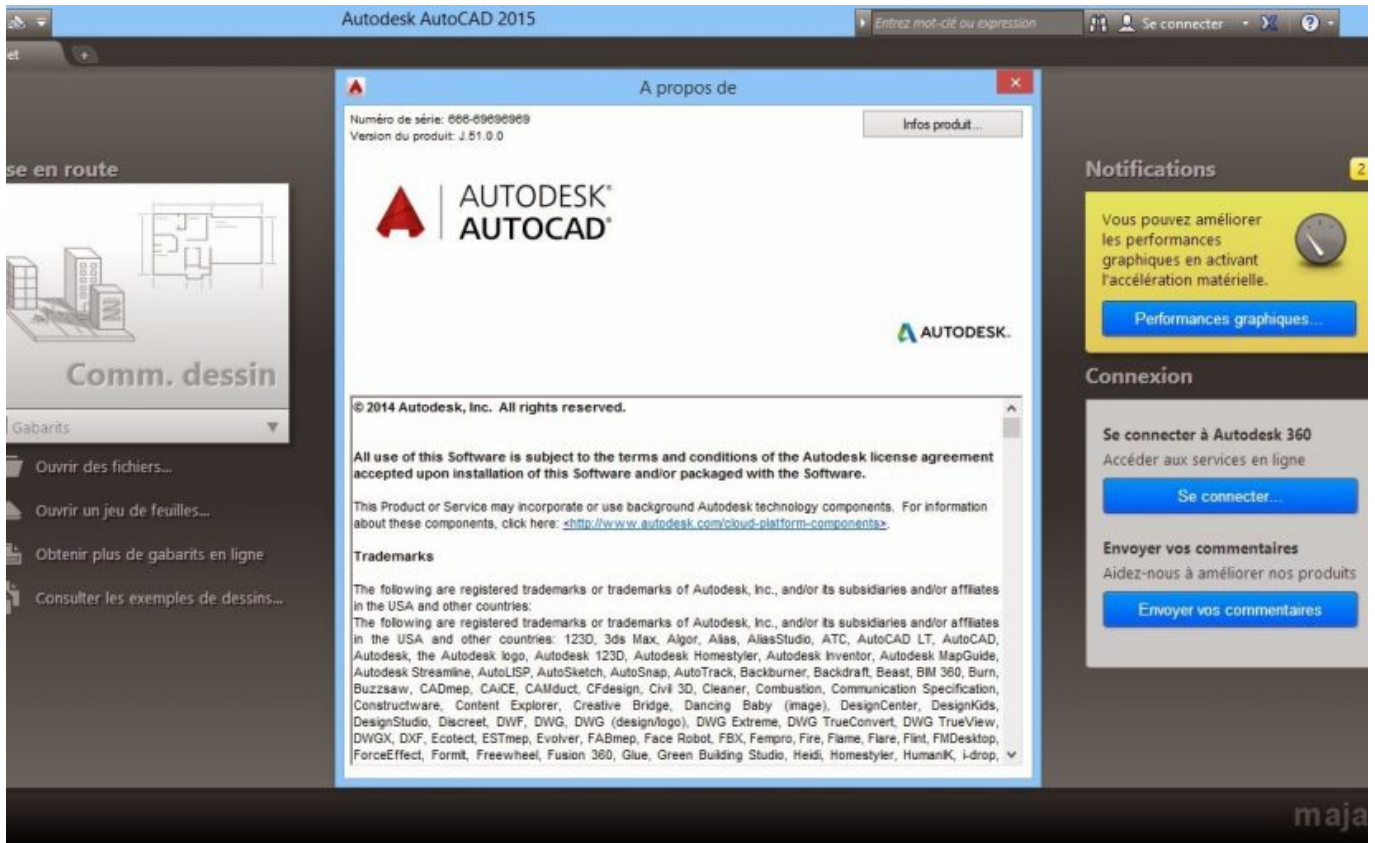 Autodesk AutoCAD 2015
Entrez mot-clé ou expression
Se connecter
et
A propos de
Numéro de série: 666-69696969
Version du produit: J.51.0.0
Infos produit...
AUTODESK®
AUTOCAD®
AUTODESK.
se en route
Comm. dessin
Gabarits
Ouvrir des fichiers...
Ouvrir un jeu de feuilles...
Obtenir plus de gabarits en ligne
Consulter les exemples de dessins...
© 2014 Autodesk, Inc. All rights reserved.
All use of this Software is subject to the terms and conditions of the Autodesk license agreement
accepted upon installation of this Software and/or packaged with the Software.
This Product or Service may incorporate or use background Autodesk technology components. For information
about these components, click here: <http://www.autodesk.com/cloud-platform-components>.
Trademarks
The following are registered trademarks or trademarks of Autodesk, Inc., and/or its subsidiaries and/or affiliates
in the USA and other countries:
The following are registered trademarks or trademarks of Autodesk, Inc., and/or its subsidiaries and/or affiliates
in the USA and other countries: 123D, 3ds Max, Algor, Alias, AliasStudio, ATC, AutoCAD LT, AutoCAD,
Autodesk, the Autodesk logo, Autodesk 123D, Autodesk Homestyler, Autodesk Inventor, Autodesk MapGuide,
Autodesk Streamline, AutoLISP, AutoSketch, AutoSnap, AutoTrack, Backburner, Backdraft, Beast, BIM 360, Burn,
Buzzsaw, CADmep, CAiCE, CAMduct, CFdesign, Civil 3D, Cleaner, Combustion, Communication Specification,
Constructware, Content Explorer, Creative Bridge, Dancing Baby (image), DesignCenter, DesignKids,
DesignStudio, Discreet, DWF, DWG, DWG (design/logo), DWG Extreme, DWG TrueConvert, DWG TrueView,
DWGX, DXF, Ecotect, ESTmep, Evolver, FABmep, Face Robot, FBX, Fempro, Fire, Flame, Flare, Flint, FMDesktop,
ForceEffect, FormIt, Freewheel, Fusion 360, Glue, Green Building Studio, Heidi, Homestyler, HumanIK, i-drop,
Notifications
2
Vous pouvez améliorer
les performances
graphiques en activant
l'accélération matérielle.
Performances graphiques...
Connexion
Se connecter à Autodesk 360
Accéder aux services en ligne
Se connecter...
Envoyer vos commentaires
Aidez-nous à améliorer nos produits
Envoyer vos commentaires
maja